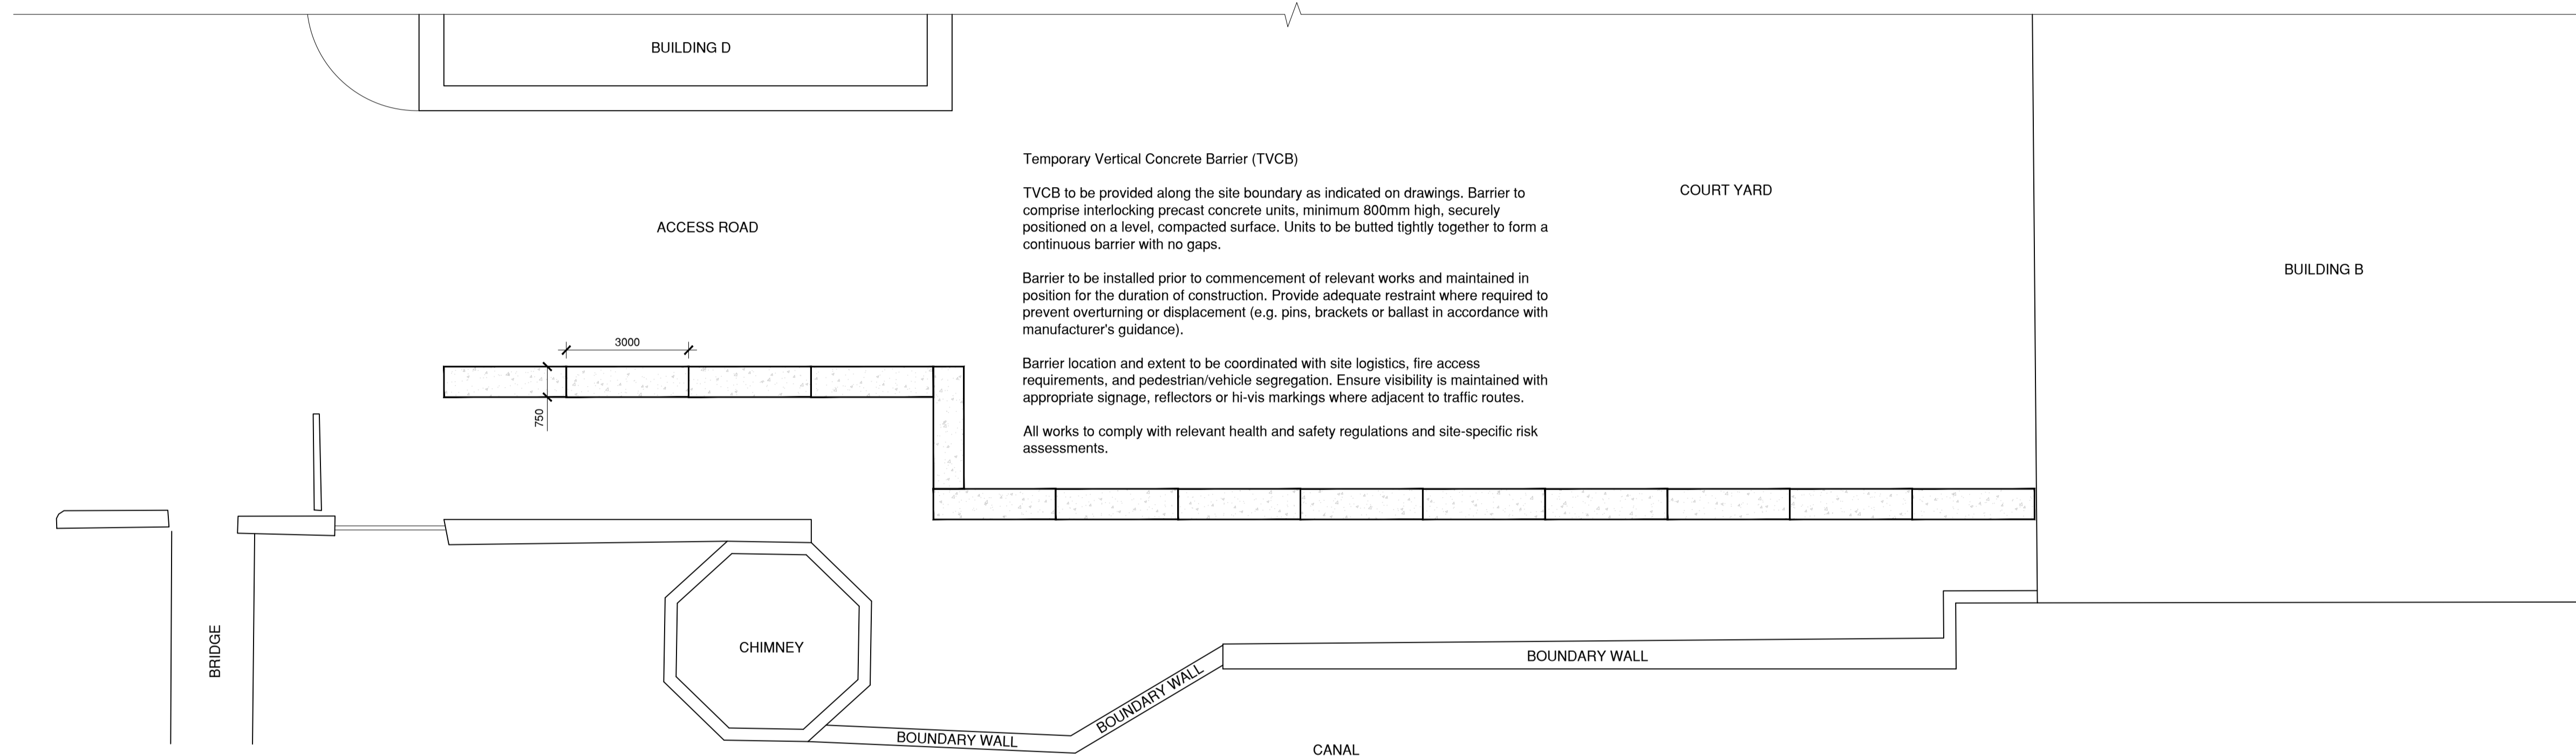 BUILDING D
Temporary Vertical Concrete Barrier (TVCB)
TVCB to be provided along the site boundary as indicated on drawings. Barrier to
comprise interlocking precast concrete units, minimum 800mm high, securely
positioned on a level, compacted surface. Units to be butted tightly together to form a
continuous barrier with no gaps.
Barrier to be installed prior to commencement of relevant works and maintained in
position for the duration of construction. Provide adequate restraint where required to
prevent overturning or displacement (e.g. pins, brackets or ballast in accordance with
manufacturer's guidance).
Barrier location and extent to be coordinated with site logistics, fire access
requirements, and pedestrian/vehicle segregation. Ensure visibility is maintained with
appropriate signage, reflectors or hi-vis markings where adjacent to traffic routes.
All works to comply with relevant health and safety regulations and site-specific risk
assessments.
COURT YARD
ACCESS ROAD
BUILDING B
3000
750
BRIDGE
CHIMNEY
BOUNDARY WALL
BOUNDARY WALL
BOUNDARY WALL
CANAL